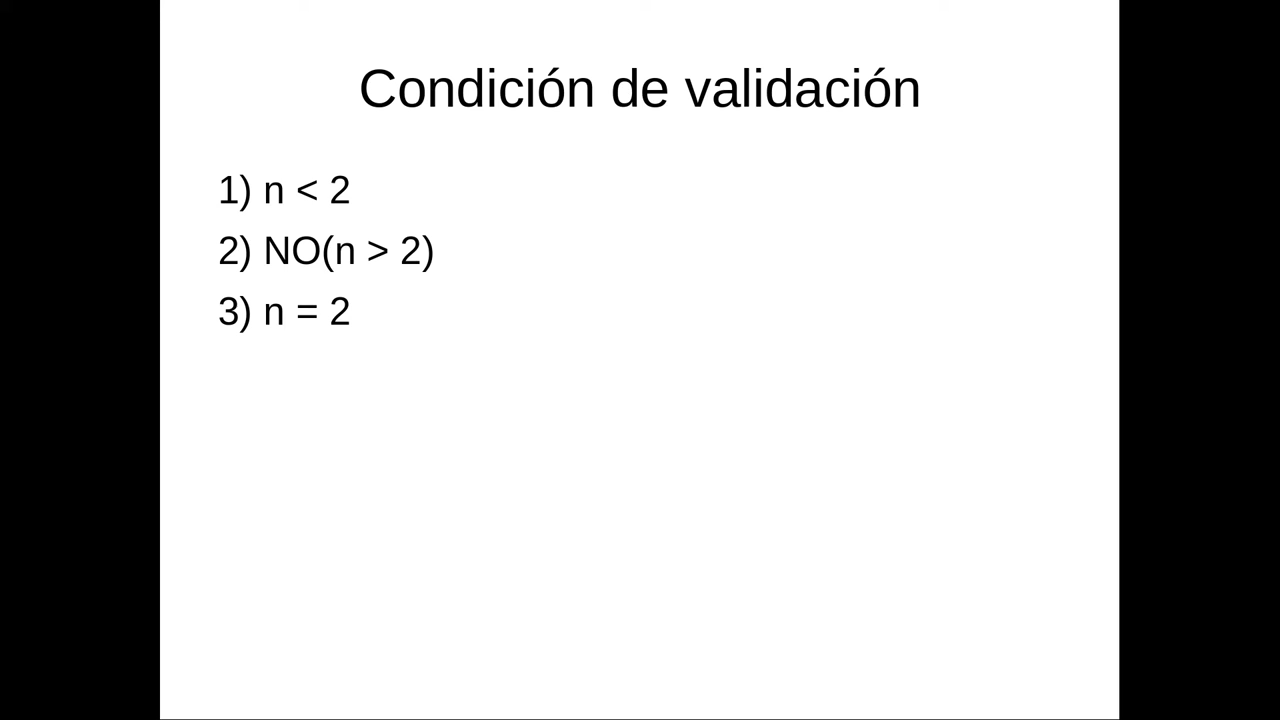 Condición de validación
1) n < 2
2) NO(n > 2)
3) n = 2